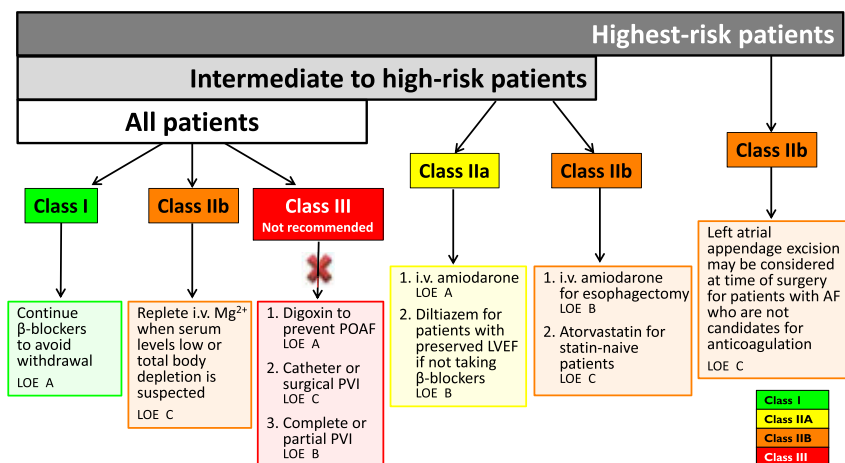 Highest-risk patients
Intermediate to high-risk patients
All patients
Class I
Continue
β-blockers
to avoid
withdrawal
LOE A
Class IIb
Replete i.v. Mg²⁺
when serum
levels low or
total body
depletion is
suspected
LOE C
Class III
Not recommended
1. Digoxin to
prevent POAF
LOE A
2. Catheter or
surgical PVI
LOE C
3. Complete or
partial PVI
LOE B
Class IIa
1. i.v. amiodarone
LOE A
2. Diltiazem for
patients with
preserved LVEF
if not taking
β-blockers
LOE B
Class IIb
1. i.v. amiodarone
for esophagectomy
LOE B
2. Atorvastatin for
statin-naive
patients
LOE C
Class IIb
Left atrial
appendage excision
may be considered
at time of surgery
for patients with AF
who are not
candidates for
anticoagulation
LOE C
Class I
Class IIA
Class IIB
Class III